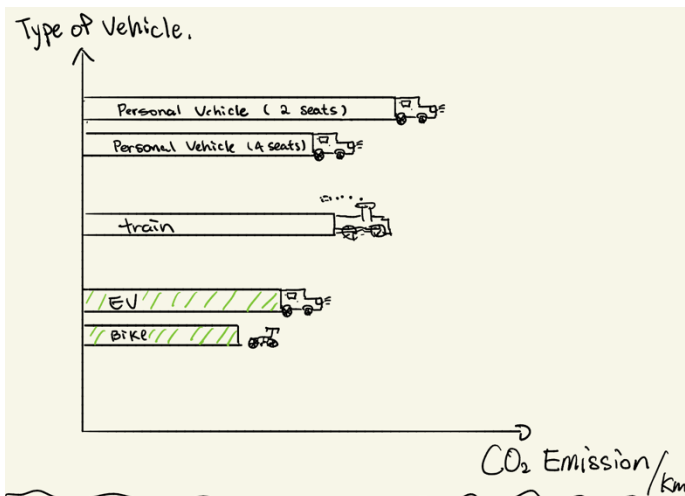 Type of Vehicle.
Personal Vehicle (2 seats)
Personal Vehicle (4 seats)
train
EV
Bike
CO₂ Emission/km